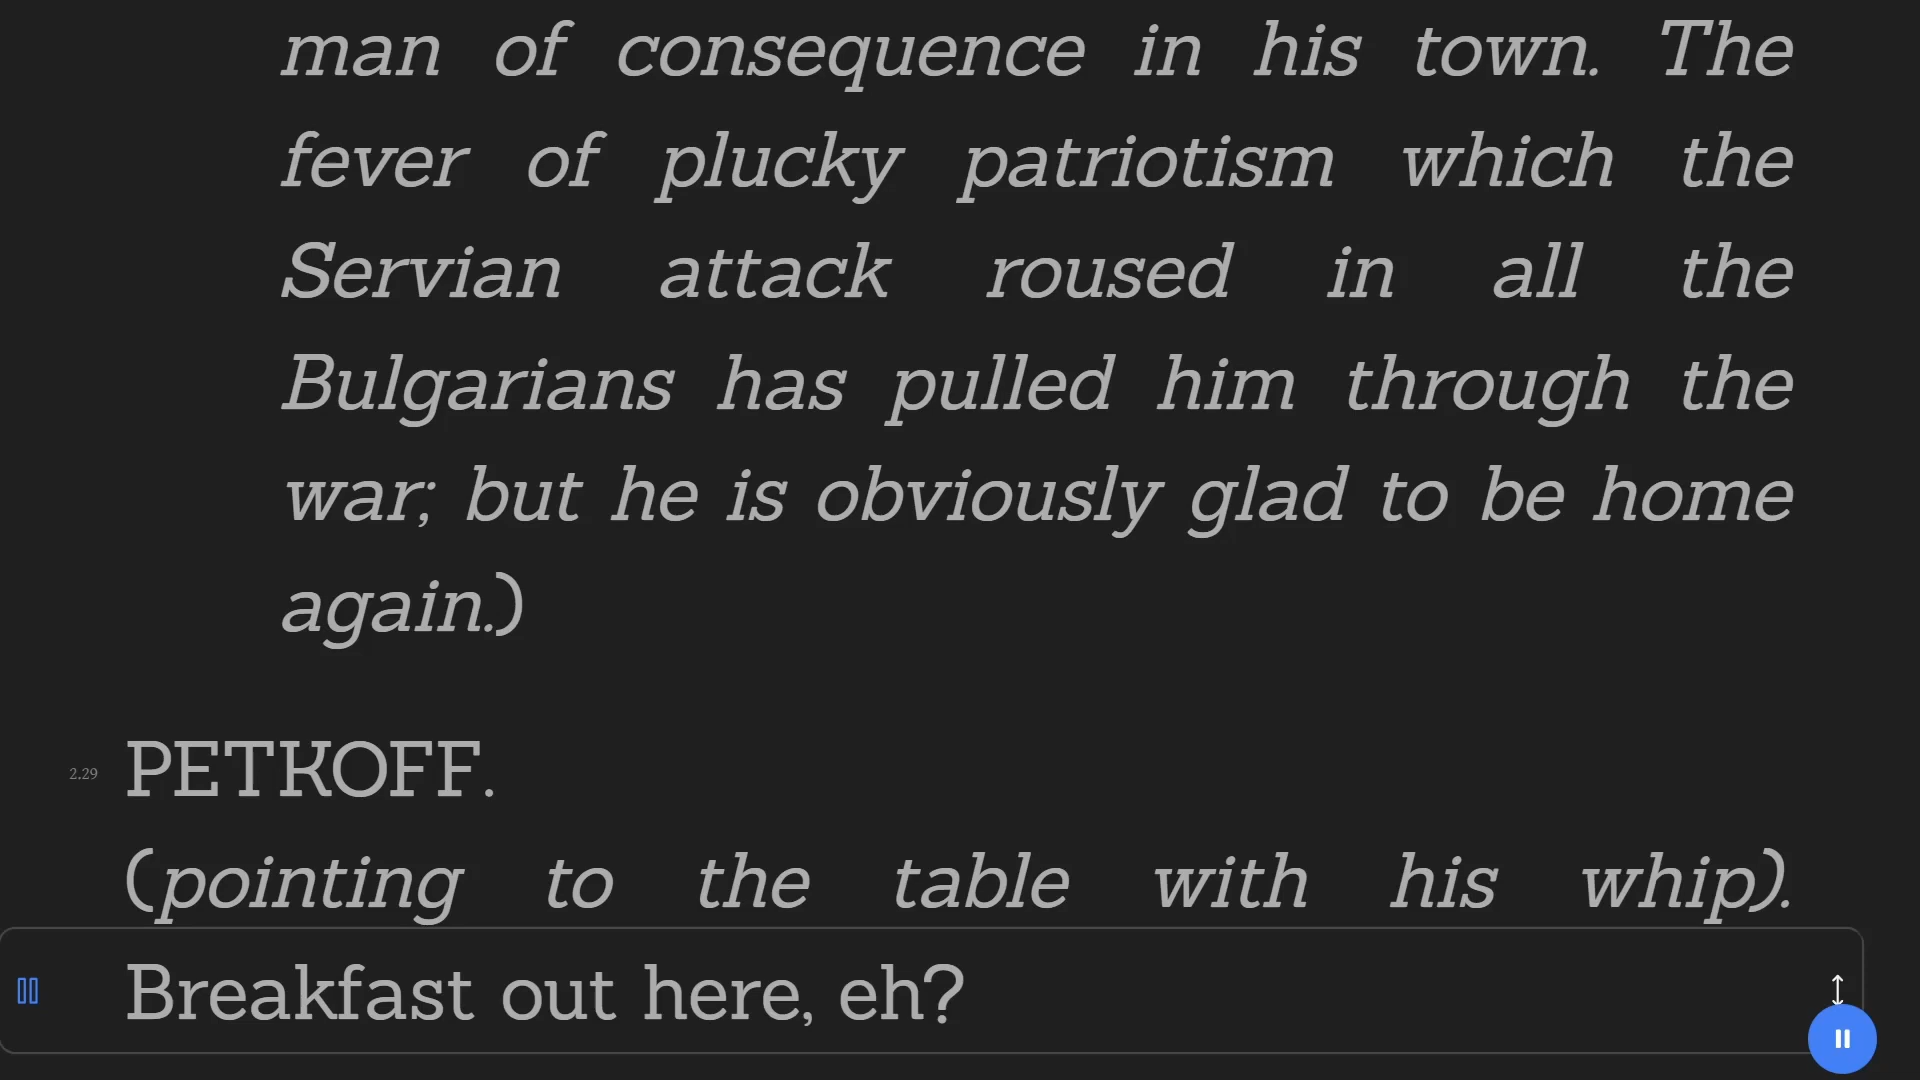 man of consequence in his town. The
fever of plucky patriotism which the
Servian attack roused in all the
Bulgarians has pulled him through the
war; but he is obviously glad to be home
again.)
2.29 PETKOFF.
(pointing to the table with his whip).
Breakfast out here, eh?